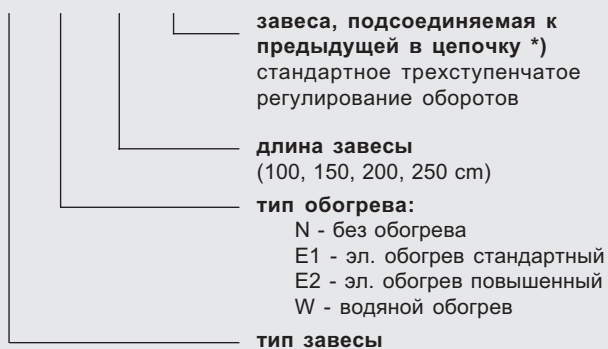 завеса, подсоединяемая к
предыдущей в цепочку *)
стандартное трехступенчатое
регулирование оборотов
длина завесы
(100, 150, 200, 250 cm)
тип обогрева:
N - без обогрева
E1 - эл. обогрев стандартный
E2 - эл. обогрев повышенный
W - водяной обогрев
тип завесы